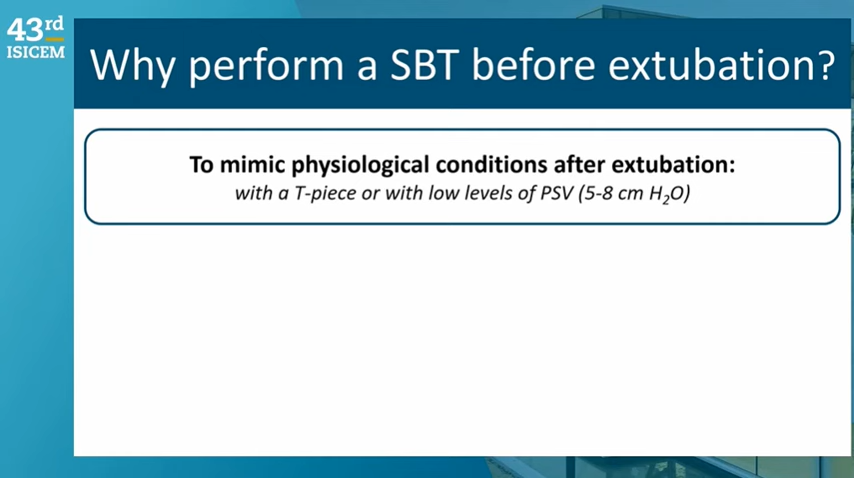 43rd
ISICEM
Why perform a SBT before extubation?
To mimic physiological conditions after extubation:
with a T-piece or with low levels of PSV (5-8 cm H₂O)